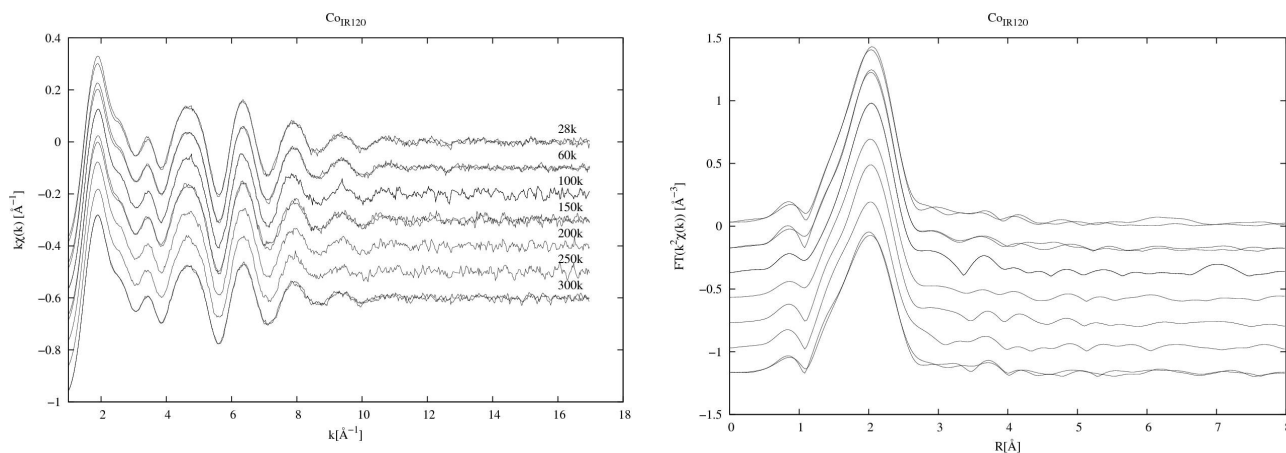 Co_IR120
0.4
0.2
0
−0.2
−0.4
−0.6
−0.8
−1
kχ(k) [Å⁻¹]
28k
60k
100k
150k
200k
250k
300k
2 4 6 8 10 12 14 16 18
k[Å⁻¹]
Co_IR120
1.5
1
0.5
0
−0.5
−1
−1.5
FT(k²χ(k)) [Å⁻³]
0 1 2 3 4 5 6 7 8
R[Å]